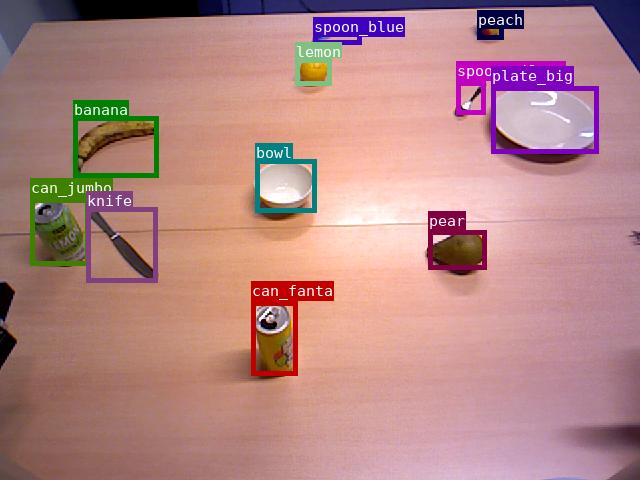 peach
spoon_blue
lemon
plate_big
banana
bowl
can_jumbo
knife
pear
can_fanta